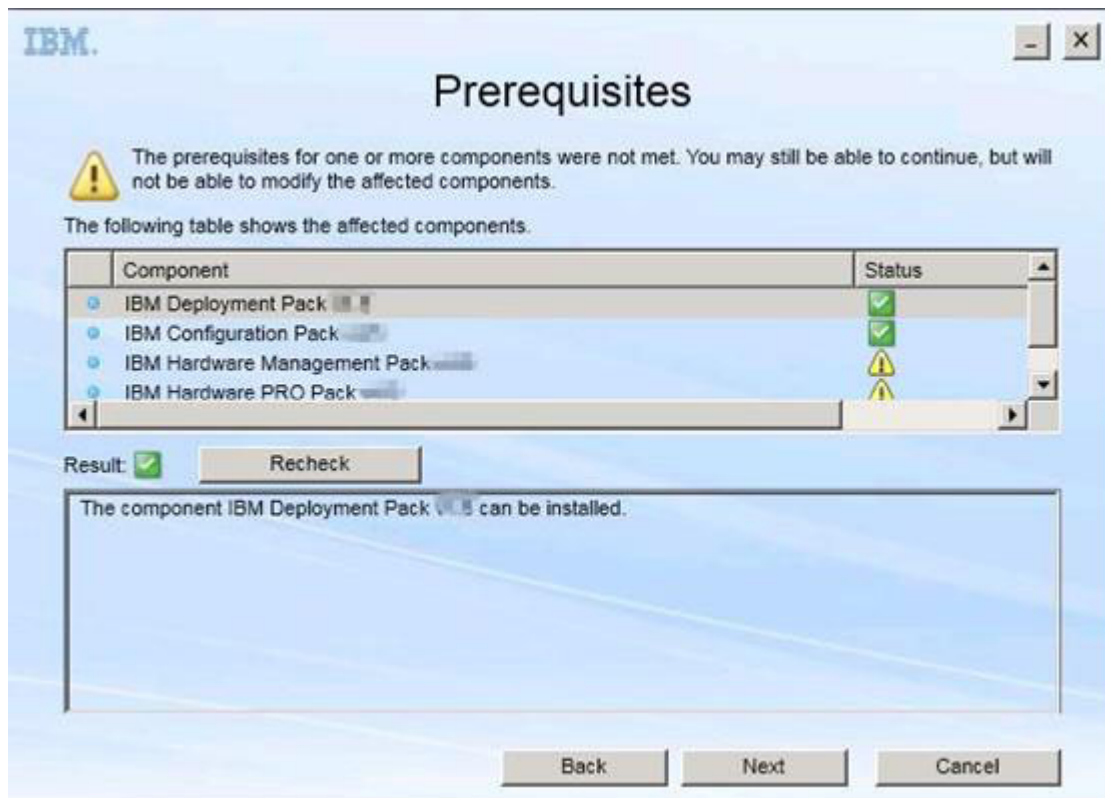 IBM.
Prerequisites
The prerequisites for one or more components were not met. You may still be able to continue, but will
not be able to modify the affected components.
The following table shows the affected components.
Component Status
IBM Deployment Pack
IBM Configuration Pack
IBM Hardware Management Pack
IBM Hardware PRO Pack
Result: Recheck
The component IBM Deployment Pack can be installed.
Back Next Cancel